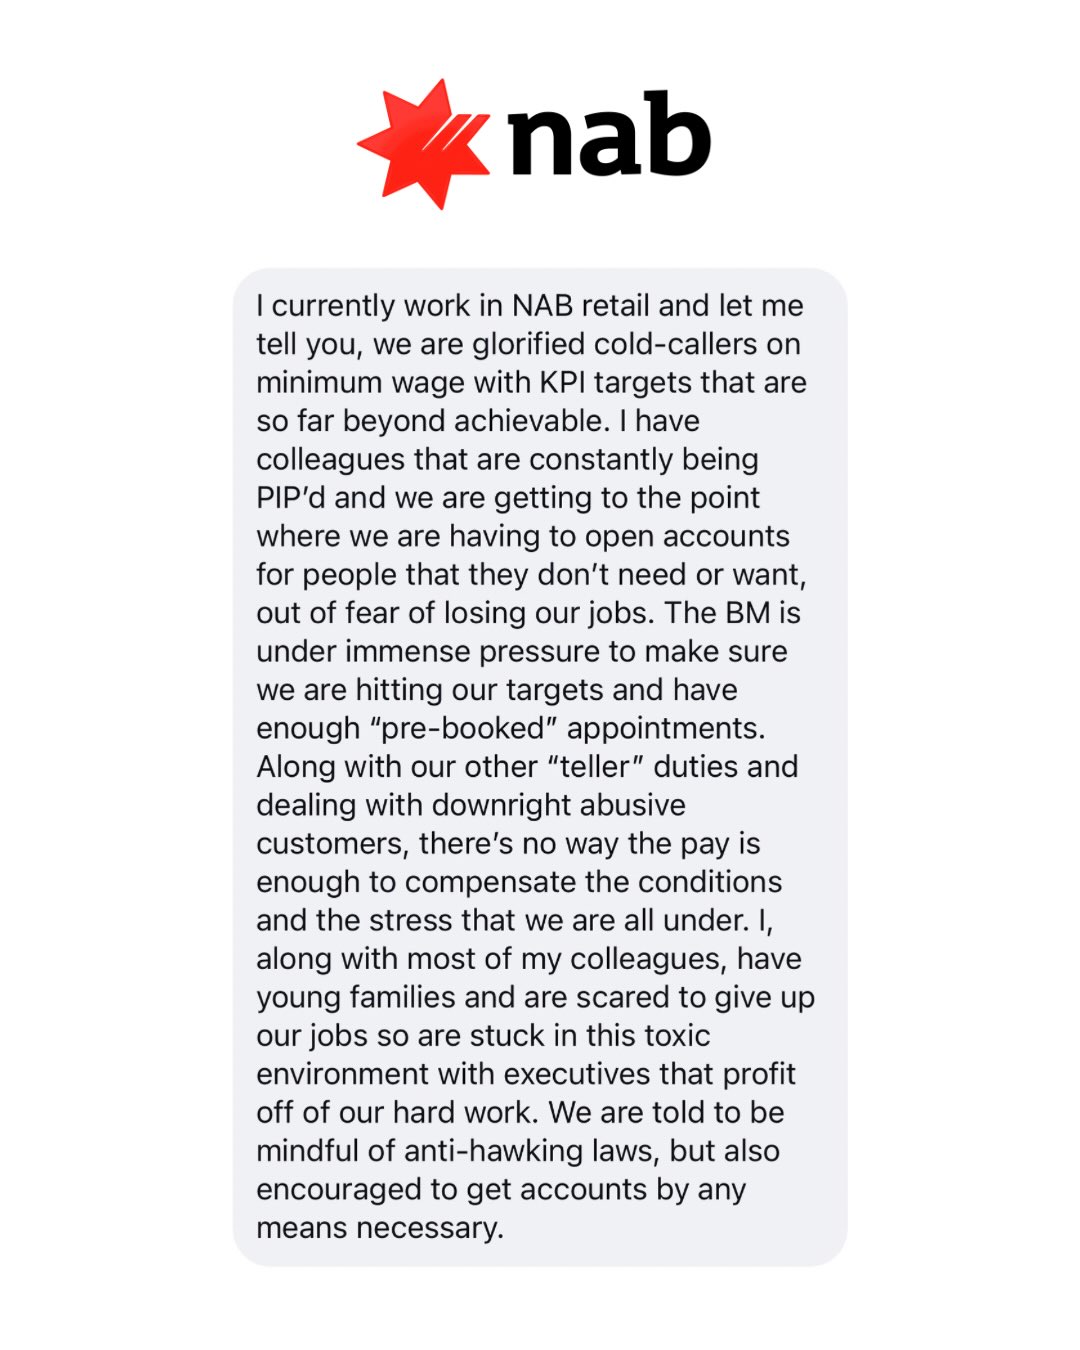 nab
I currently work in NAB retail and let me
tell you, we are glorified cold-callers on
minimum wage with KPI targets that are
so far beyond achievable. I have
colleagues that are constantly being
PIP’d and we are getting to the point
where we are having to open accounts
for people that they don’t need or want,
out of fear of losing our jobs. The BM is
under immense pressure to make sure
we are hitting our targets and have
enough “pre-booked” appointments.
Along with our other “teller” duties and
dealing with downright abusive
customers, there’s no way the pay is
enough to compensate the conditions
and the stress that we are all under. I,
along with most of my colleagues, have
young families and are scared to give up
our jobs so are stuck in this toxic
environment with executives that profit
off of our hard work. We are told to be
mindful of anti-hawking laws, but also
encouraged to get accounts by any
means necessary.